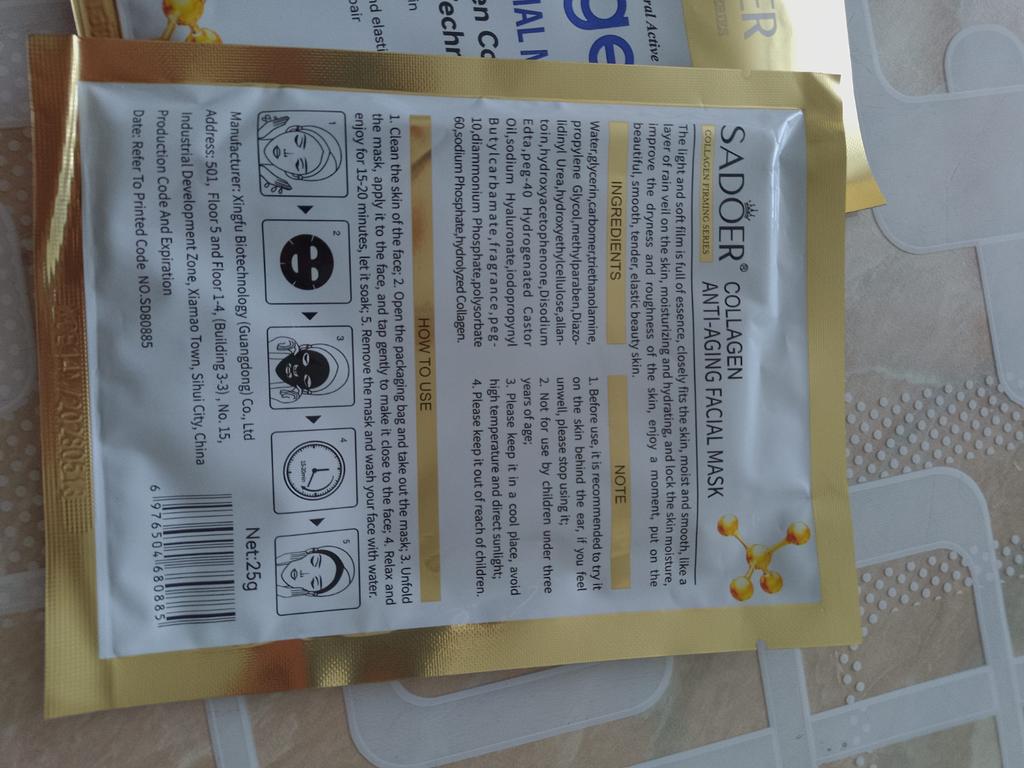 SADOER®
COLLAGEN FIRMING SERIES
COLLAGEN
ANTI-AGING FACIAL MASK
The light and soft film is full of essence, closely fits the skin, moist and smooth, like a
layer of rain veil on the skin, moisturizing and hydrating, and lock the skin moisture,
improve the dryness and roughness of the skin, enjoy a moment, put on the
beautiful, smooth, tender, elastic beauty skin.
INGREDIENTS
Water,glycerin,carbomer,triethanolamine,
propylene Glycol,methylparaben,Diazo-
lidinyl Urea,hydroxyethylcellulose,allan-
toin,hydroxyacetophenone,Disodium
Edta,peg-40 Hydrogenated Castor
Oil,sodium Hyaluronate,iodopropynyl
Butylcarbamate,fragrance,peg-
10,diammonium Phosphate,polysorbate
60,sodium Phosphate,hydrolyzed Collagen.
NOTE
1. Before use, it is recommended to try it
on the skin behind the ear, if you feel
unwell, please stop using it;
2. Not for use by children under three
years of age;
3. Please keep it in a cool place, avoid
high temperature and direct sunlight;
4. Please keep it out of reach of children.
HOW TO USE
1. Clean the skin of the face; 2. Open the packaging bag and take out the mask; 3. Unfold
the mask, apply it to the face, and tap gently to make it close to the face; 4. Relax and
enjoy for 15-20 minutes, let it soak; 5. Remove the mask and wash your face with water.
1
2
3
4
15-20min
5
Manufacturer: Xingfu Biotechnology (Guangdong) Co., Ltd
Address: 501, Floor 5 and Floor 1-4, (Building 3-3) , No. 15,
Industrial Development Zone, Xiamao Town, Sihui City, China
Production Code And Expiration
Date: Refer To Printed Code NO.SD80885
Net:25g
6 976504 680885
ER
ral Active
ge
IAL M
en Co
Techn
nd elasti
pair